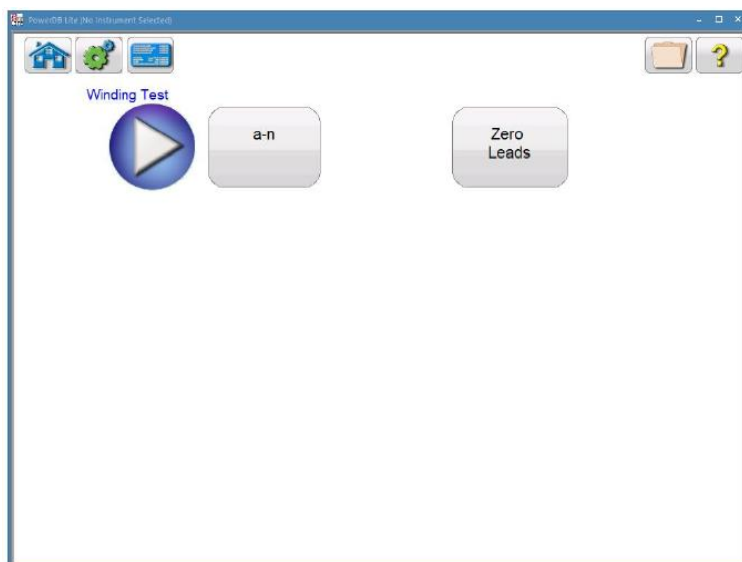 PowerDB Lite (No Instrument Selected)
Winding Test
a-n
Zero
Leads
?